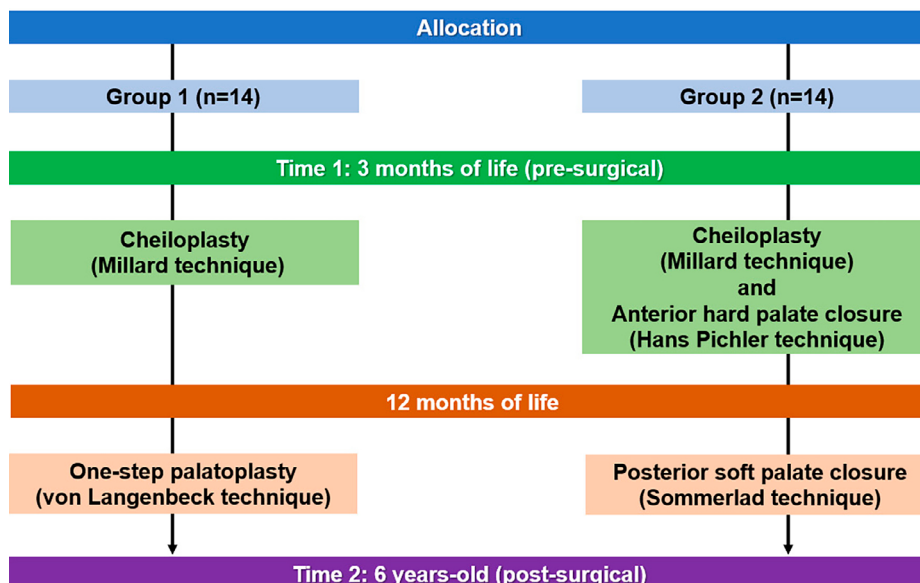 Allocation
Group 1 (n=14)
Group 2 (n=14)
Time 1: 3 months of life (pre-surgical)
Cheiloplasty
(Millard technique)
Cheiloplasty
(Millard technique)
and
Anterior hard palate closure
(Hans Pichler technique)
12 months of life
One-step palatoplasty
(von Langenbeck technique)
Posterior soft palate closure
(Sommerlad technique)
Time 2: 6 years-old (post-surgical)